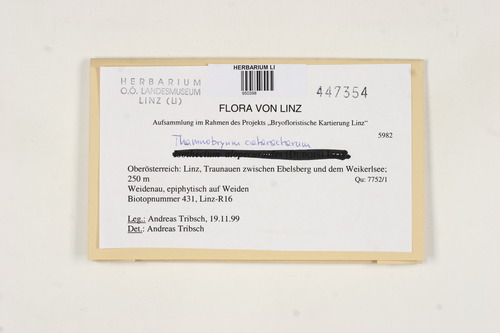 HERBARIUM LI
HERBARIUM
O.Ö. LANDESMUSEUM
LINZ (LI)
447354
FLORA VON LINZ
Aufsammlung im Rahmen des Projekts „Bryofloristische Kartierung Linz“
5982
Thamnobryum
Oberösterreich: Linz, Traunauen zwischen Ebelsberg und dem Weikerlsee;
250 m Qu: 7752/1
Weidenau, epiphytisch auf Weiden
Biotopnummer 431, Linz-R16
Leg.: Andreas Tribsch, 19.11.99
Det.: Andreas Tribsch